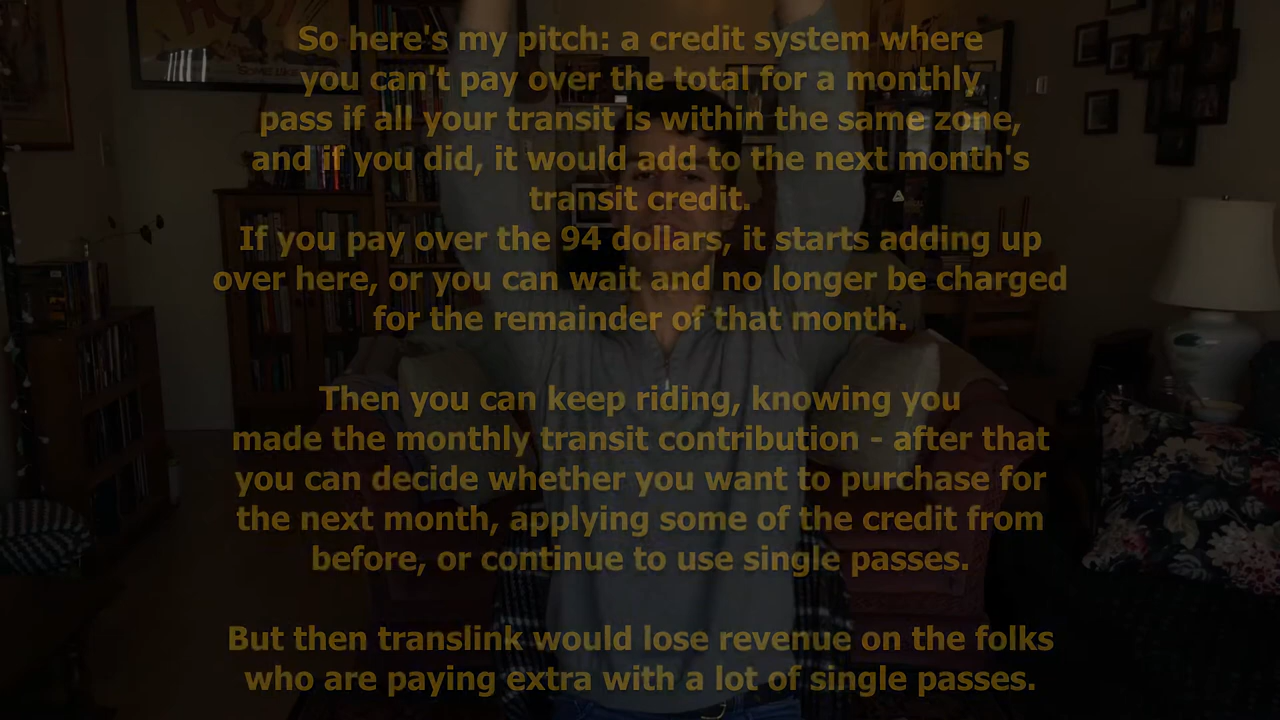 So here's my pitch: a credit system where
you can't pay over the total for a monthly
pass if all your transit is within the same zone,
and if you did, it would add to the next month's
transit credit.
If you pay over the 94 dollars, it starts adding up
over here, or you can wait and no longer be charged
for the remainder of that month.
Then you can keep riding, knowing you
made the monthly transit contribution - after that
you can decide whether you want to purchase for
the next month, applying some of the credit from
before, or continue to use single passes.
But then translink would lose revenue on the folks
who are paying extra with a lot of single passes.